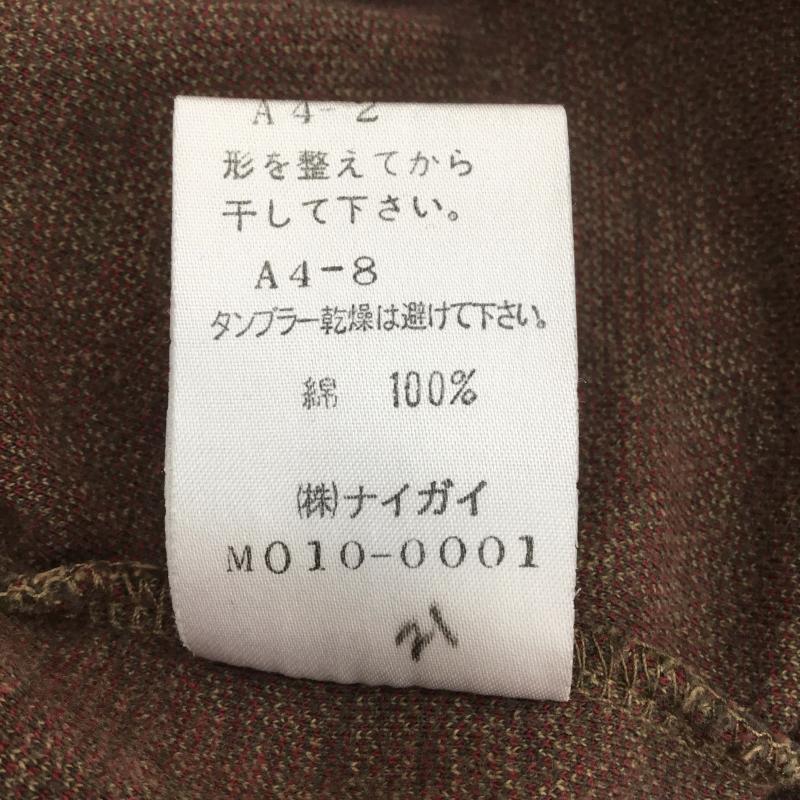 A4-2
形を整えてから
干して下さい。
A4-8
タンブラー乾燥は避けて下さい。
綿 100%
㈱ナイガイ
M010-0001
21